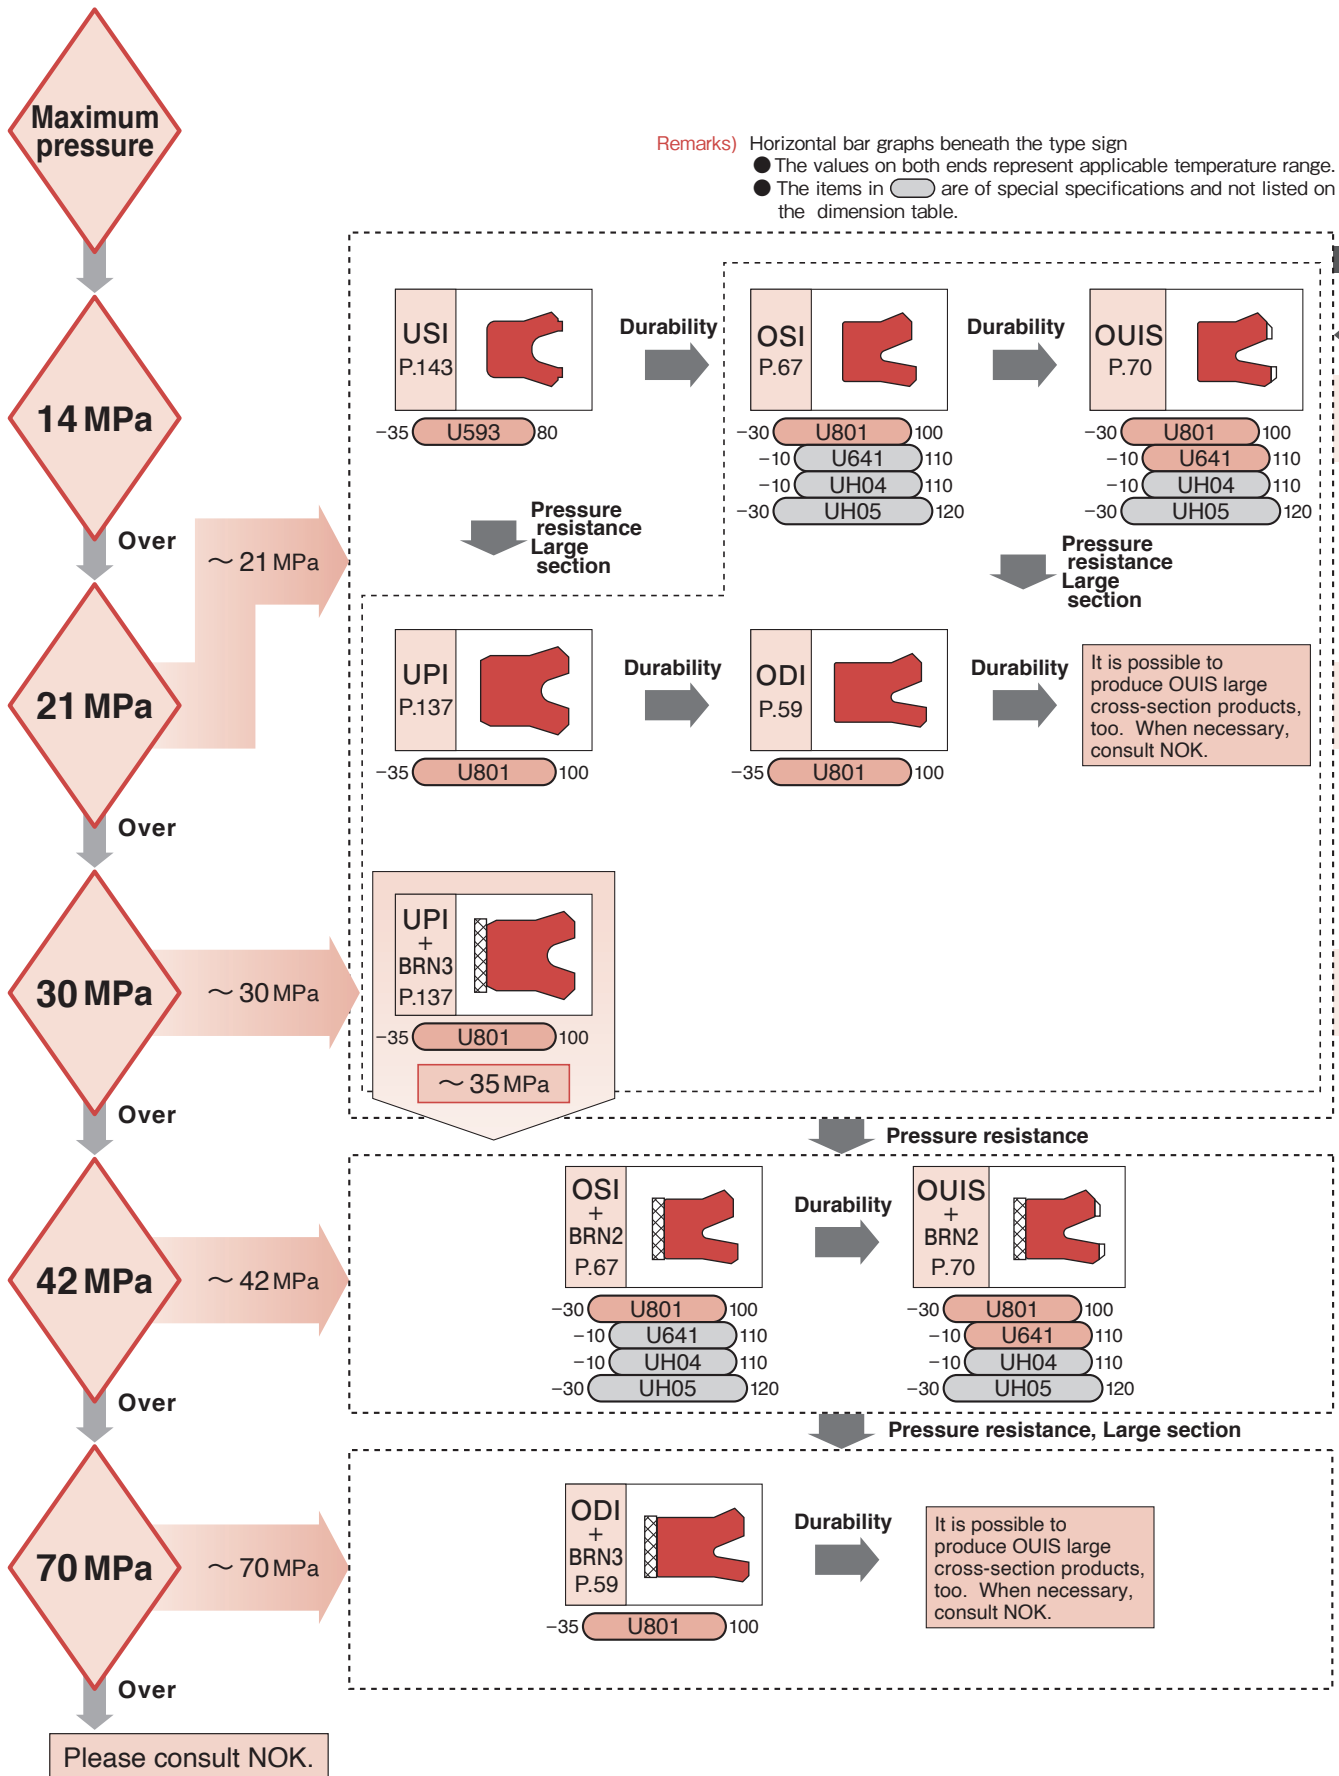 Maximum
pressure
Remarks) Horizontal bar graphs beneath the type sign
● The values on both ends represent applicable temperature range.
● The items in are of special specifications and not listed on
the dimension table.
14 MPa
Over
~ 21 MPa
21 MPa
Over
USI
P.143
−35 U593 80
Durability
OSI
P.67
−30 U801 100
−10 U641 110
−10 UH04 110
−30 UH05 120
Durability
OUIS
P.70
−30 U801 100
−10 U641 110
−10 UH04 110
−30 UH05 120
Pressure
resistance
Large
section
Pressure
resistance
Large
section
UPI
P.137
−35 U801 100
Durability
ODI
P.59
−35 U801 100
Durability
It is possible to
produce OUIS large
cross-section products,
too. When necessary,
consult NOK.
30 MPa
~ 30 MPa
Over
UPI
+
BRN3
P.137
−35 U801 100
~ 35 MPa
Pressure resistance
42 MPa
~ 42 MPa
Over
OSI
+
BRN2
P.67
−30 U801 100
−10 U641 110
−10 UH04 110
−30 UH05 120
Durability
OUIS
+
BRN2
P.70
−30 U801 100
−10 U641 110
−10 UH04 110
−30 UH05 120
Pressure resistance, Large section
70 MPa
~ 70 MPa
Over
ODI
+
BRN3
P.59
−35 U801 100
Durability
It is possible to
produce OUIS large
cross-section products,
too. When necessary,
consult NOK.
Please consult NOK.